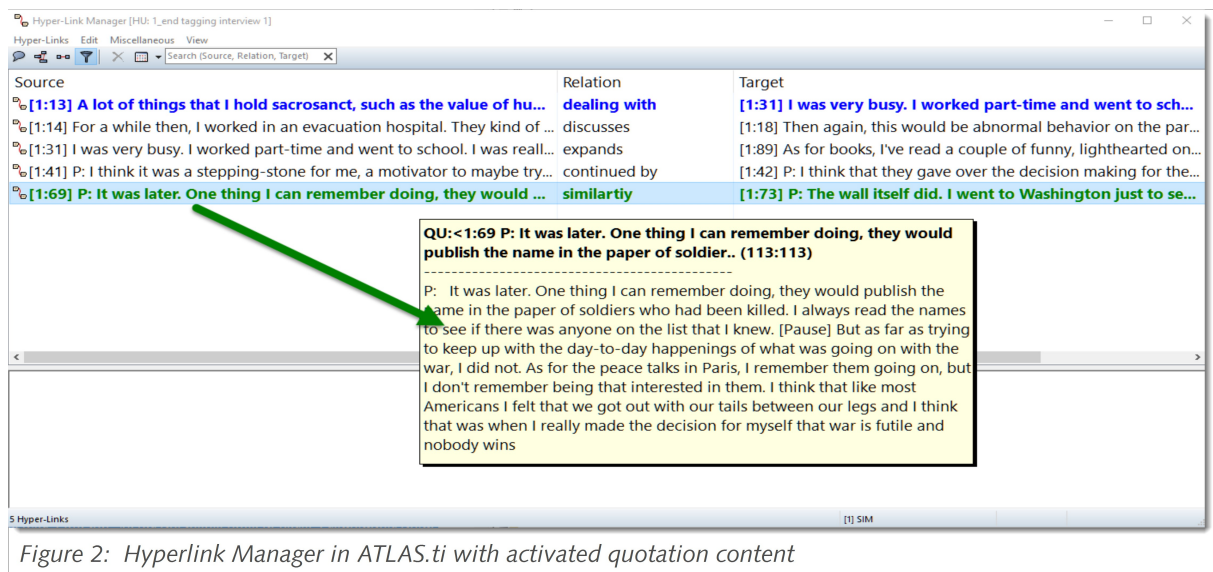 Hyper-Link Manager [HU: 1_end tagging interview 1]
Hyper-Links Edit Miscellaneous View
Search (Source, Relation, Target)
Source Relation Target
[1:13] A lot of things that I hold sacrosanct, such as the value of hu... dealing with [1:31] I was very busy. I worked part-time and went to sch...
[1:14] For a while then, I worked in an evacuation hospital. They kind of ... discusses [1:18] Then again, this would be abnormal behavior on the par...
[1:31] I was very busy. I worked part-time and went to school. I was reall... expands [1:89] As for books, I've read a couple of funny, lighthearted on...
[1:41] P: I think it was a stepping-stone for me, a motivator to maybe try... continued by [1:42] P: I think that they gave over the decision making for the...
[1:69] P: It was later. One thing I can remember doing, they would ... similartiy [1:73] P: The wall itself did. I went to Washington just to se...
QU:<1:69 P: It was later. One thing I can remember doing, they would
publish the name in the paper of soldier.. (113:113)
--------------------------------------------
P: It was later. One thing I can remember doing, they would publish the
name in the paper of soldiers who had been killed. I always read the names
to see if there was anyone on the list that I knew. [Pause] But as far as trying
to keep up with the day-to-day happenings of what was going on with the
war, I did not. As for the peace talks in Paris, I remember them going on, but
I don't remember being that interested in them. I think that like most
Americans I felt that we got out with our tails between our legs and I think
that was when I really made the decision for myself that war is futile and
nobody wins
5 Hyper-Links [1] SIM
Figure 2: Hyperlink Manager in ATLAS.ti with activated quotation content